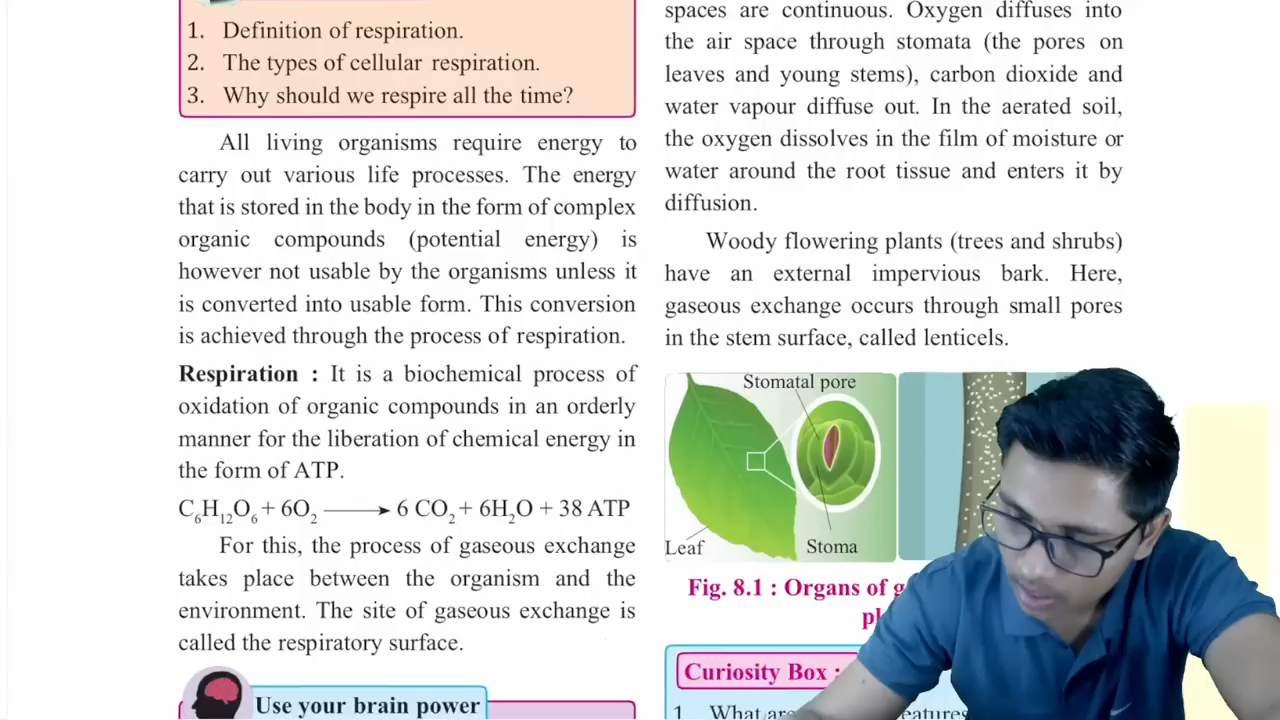 1. Definition of respiration.
2. The types of cellular respiration.
3. Why should we respire all the time?
All living organisms require energy to
carry out various life processes. The energy
that is stored in the body in the form of complex
organic compounds (potential energy) is
however not usable by the organisms unless it
is converted into usable form. This conversion
is achieved through the process of respiration.
Respiration : It is a biochemical process of
oxidation of organic compounds in an orderly
manner for the liberation of chemical energy in
the form of ATP.
C₆H₁₂O₆ + 6O₂ ⟶ 6 CO₂ + 6H₂O + 38 ATP
For this, the process of gaseous exchange
takes place between the organism and the
environment. The site of gaseous exchange is
called the respiratory surface.
Use your brain power
spaces are continuous. Oxygen diffuses into
the air space through stomata (the pores on
leaves and young stems), carbon dioxide and
water vapour diffuse out. In the aerated soil,
the oxygen dissolves in the film of moisture or
water around the root tissue and enters it by
diffusion.
Woody flowering plants (trees and shrubs)
have an external impervious bark. Here,
gaseous exchange occurs through small pores
in the stem surface, called lenticels.
Stomatal pore
Leaf
Stoma
Fig. 8.1 : Organs of
Curiosity Box :
1. What are